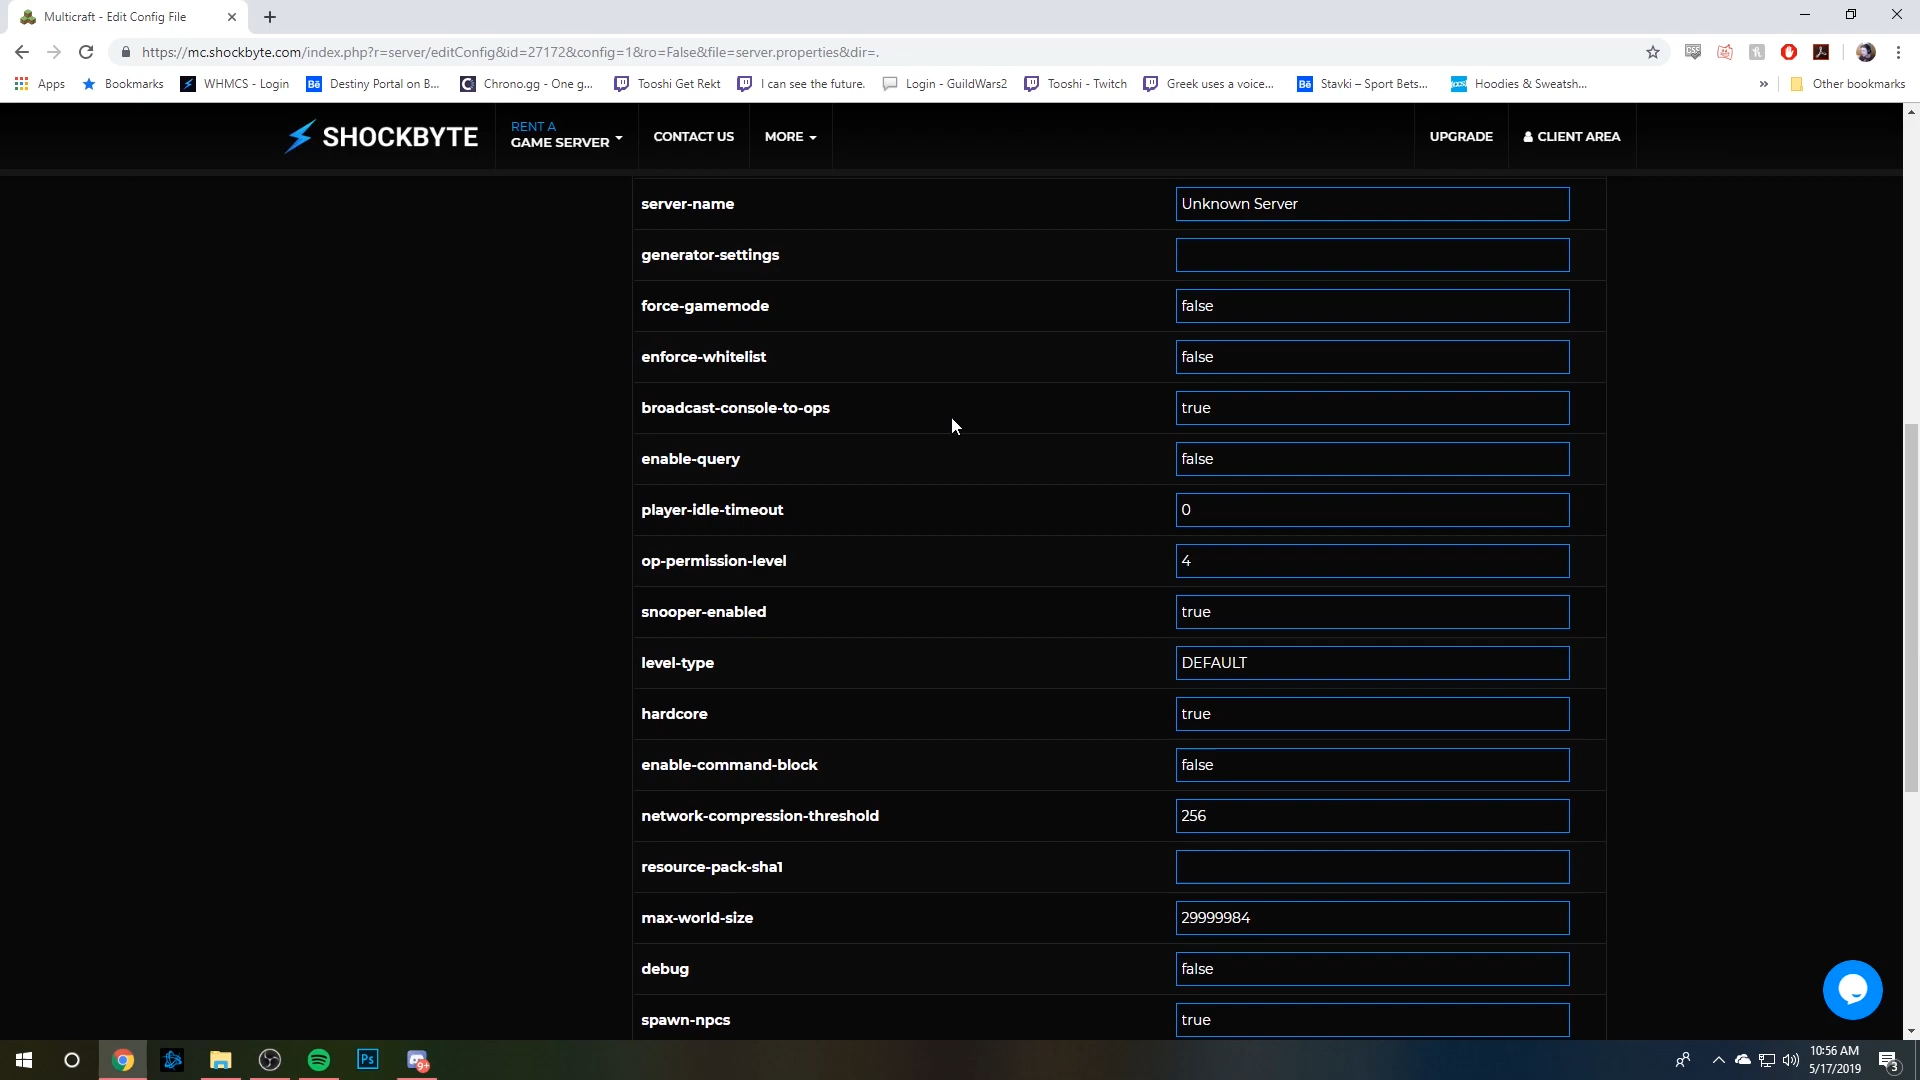 Multicraft - Edit Config File
https://mc.shockbyte.com/index.php?r=server/editConfig&id=27172&config=1&ro=False&file=server.properties&dir=.
Apps
Bookmarks
WHMCS - Login
Destiny Portal on B...
Chrono.gg - One g...
Tooshi Get Rekt
I can see the future.
Login - GuildWars2
Tooshi - Twitch
Greek uses a voice...
Stavki – Sport Bets...
Hoodies & Sweatsh...
»
Other bookmarks
SHOCKBYTE
RENT A
GAME SERVER
CONTACT US
MORE
UPGRADE
CLIENT AREA
server-name Unknown Server
generator-settings
force-gamemode false
enforce-whitelist false
broadcast-console-to-ops true
enable-query false
player-idle-timeout 0
op-permission-level 4
snooper-enabled true
level-type DEFAULT
hardcore true
enable-command-block false
network-compression-threshold 256
resource-pack-sha1
max-world-size 29999984
debug false
spawn-npcs true
Ps
9+
10:56 AM
5/17/2019
3